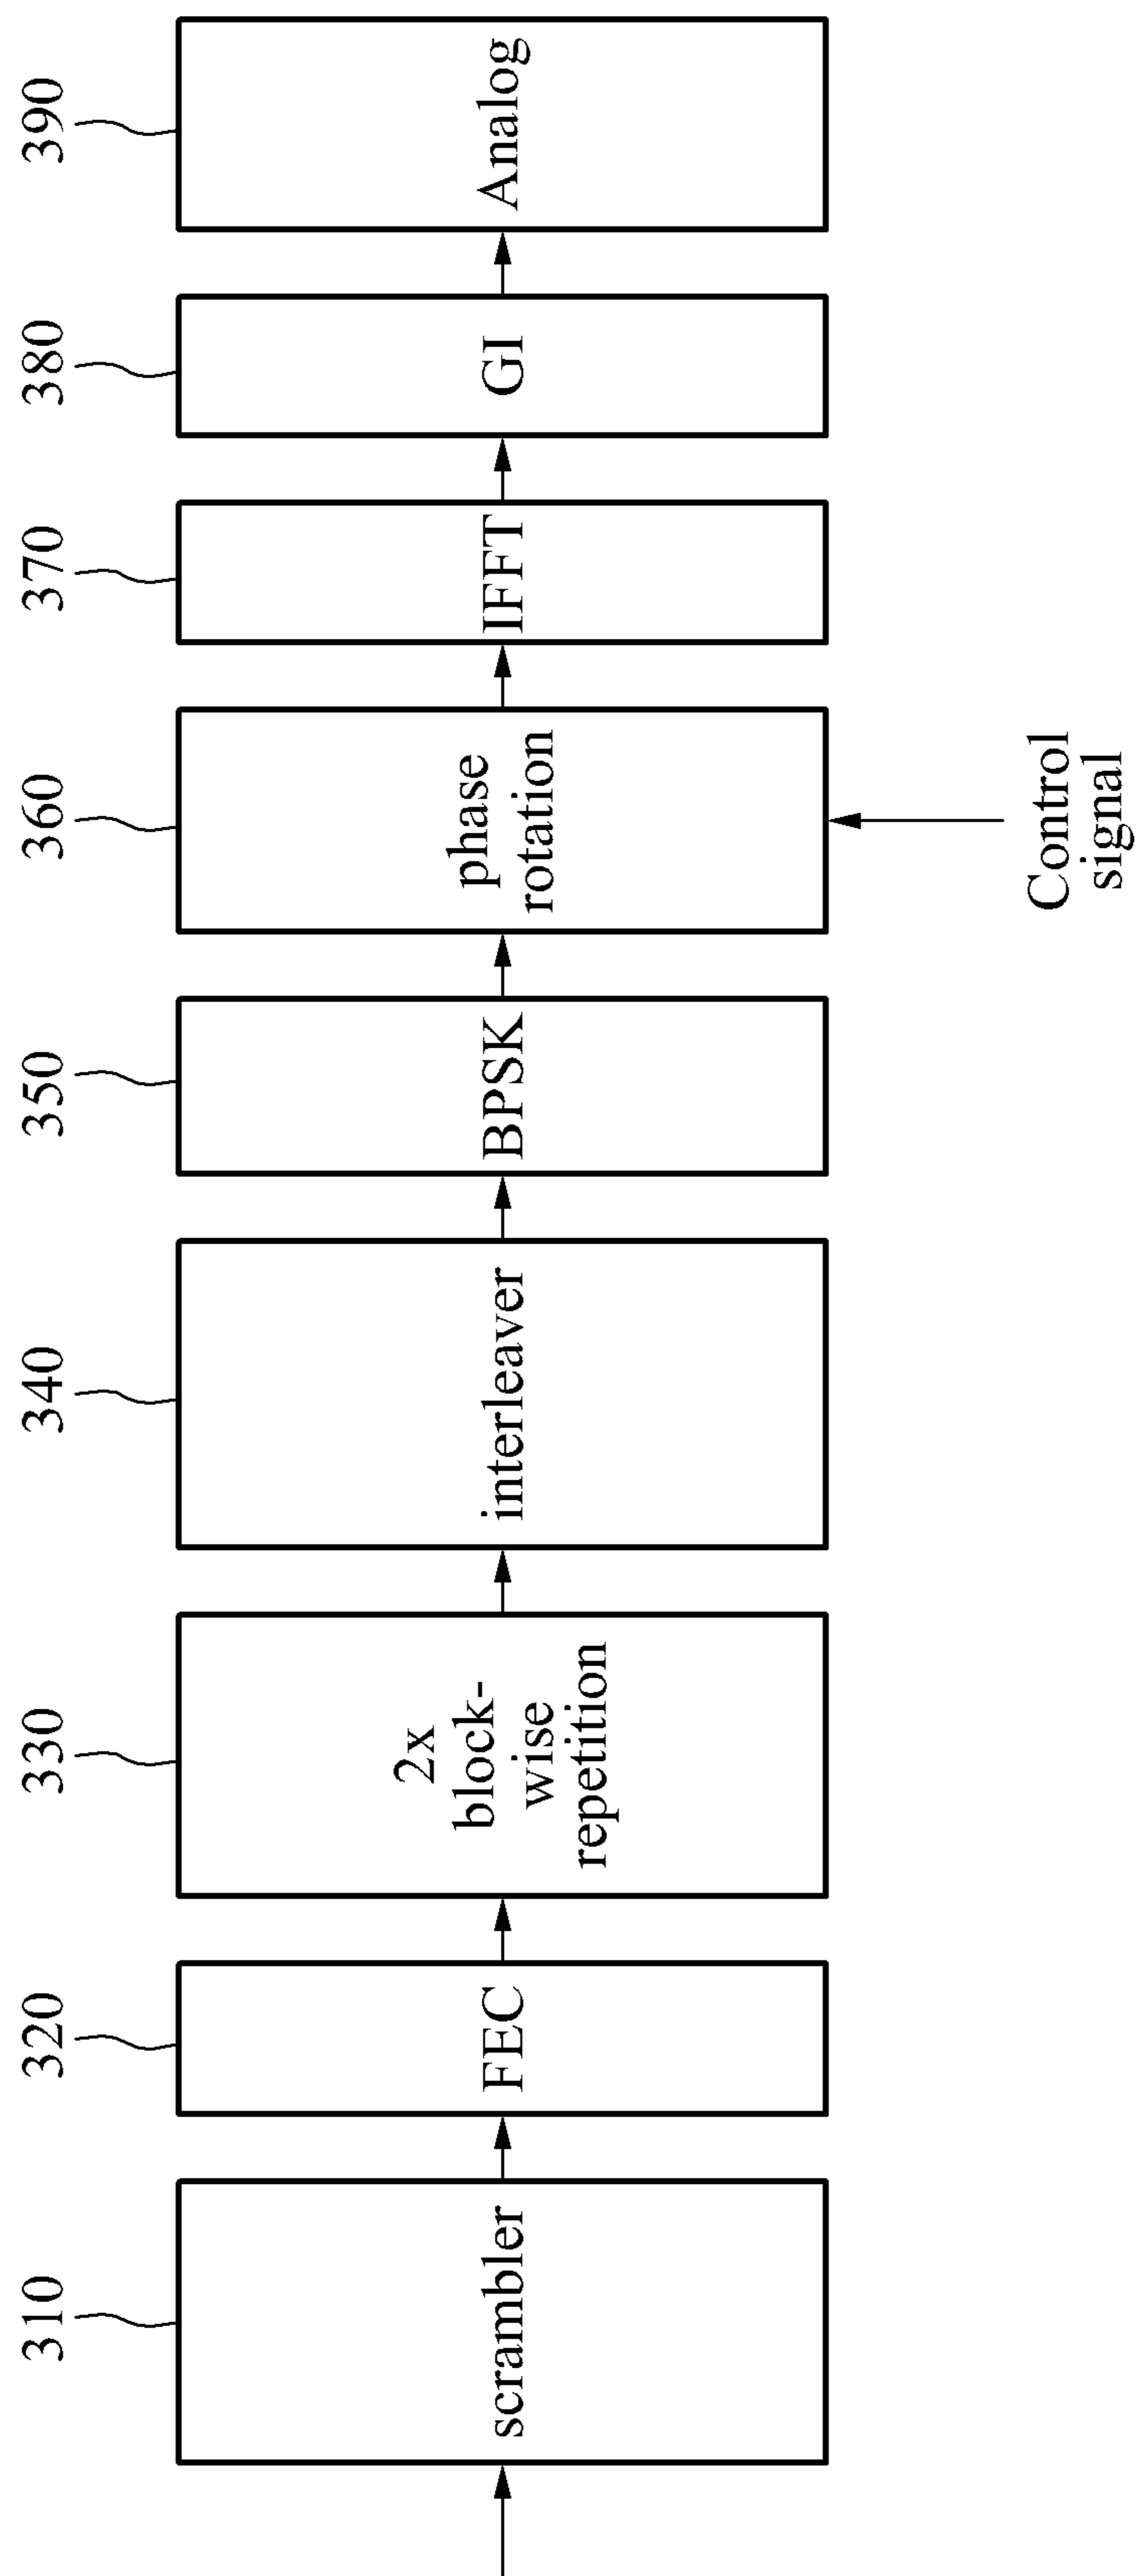 310
320
330
340
350
360
370
380
390
scrambler
FEC
2x
block-
wise
repetition
interleaver
BPSK
phase
rotation
IFFT
GI
Analog
Control
signal